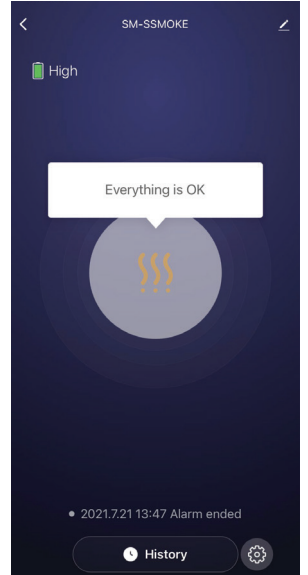 SM-SSMOKE
High
Everything is OK
2021.7.21 13:47 Alarm ended
History